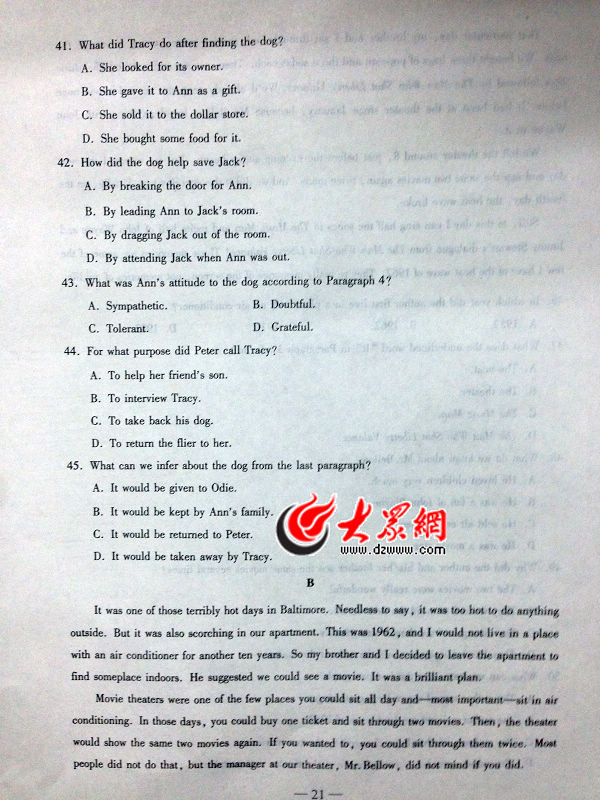 41. What did Tracy do after finding the dog?
A. She looked for its owner.
B. She gave it to Ann as a gift.
C. She sold it to the dollar store.
D. She bought some food for it.
42. How did the dog help save Jack?
A. By breaking the door for Ann.
B. By leading Ann to Jack's room.
C. By dragging Jack out of the room.
D. By attending Jack when Ann was out.
43. What was Ann's attitude to the dog according to Paragraph 4?
A. Sympathetic. B. Doubtful.
C. Tolerant. D. Grateful.
44. For what purpose did Peter call Tracy?
A. To help her friend's son.
B. To interview Tracy.
C. To take back his dog.
D. To return the flier to her.
45. What can we infer about the dog from the last paragraph?
A. It would be given to Odie.
B. It would be kept by Ann's family.
C. It would be returned to Peter.
D. It would be taken away by Tracy.
大眾網
www.dzwww.com
B
It was one of those terribly hot days in Baltimore. Needless to say, it was too hot to do anything
outside. But it was also scorching in our apartment. This was 1962, and I would not live in a place
with an air conditioner for another ten years. So my brother and I decided to leave the apartment to
find someplace indoors. He suggested we could see a movie. It was a brilliant plan.
Movie theaters were one of the few places you could sit all day and—most important—sit in air
conditioning. In those days, you could buy one ticket and sit through two movies. Then, the theater
would show the same two movies again. If you wanted to, you could sit through them twice. Most
people did not do that, but the manager at our theater, Mr. Bellow, did not mind if you did.
— 21 —